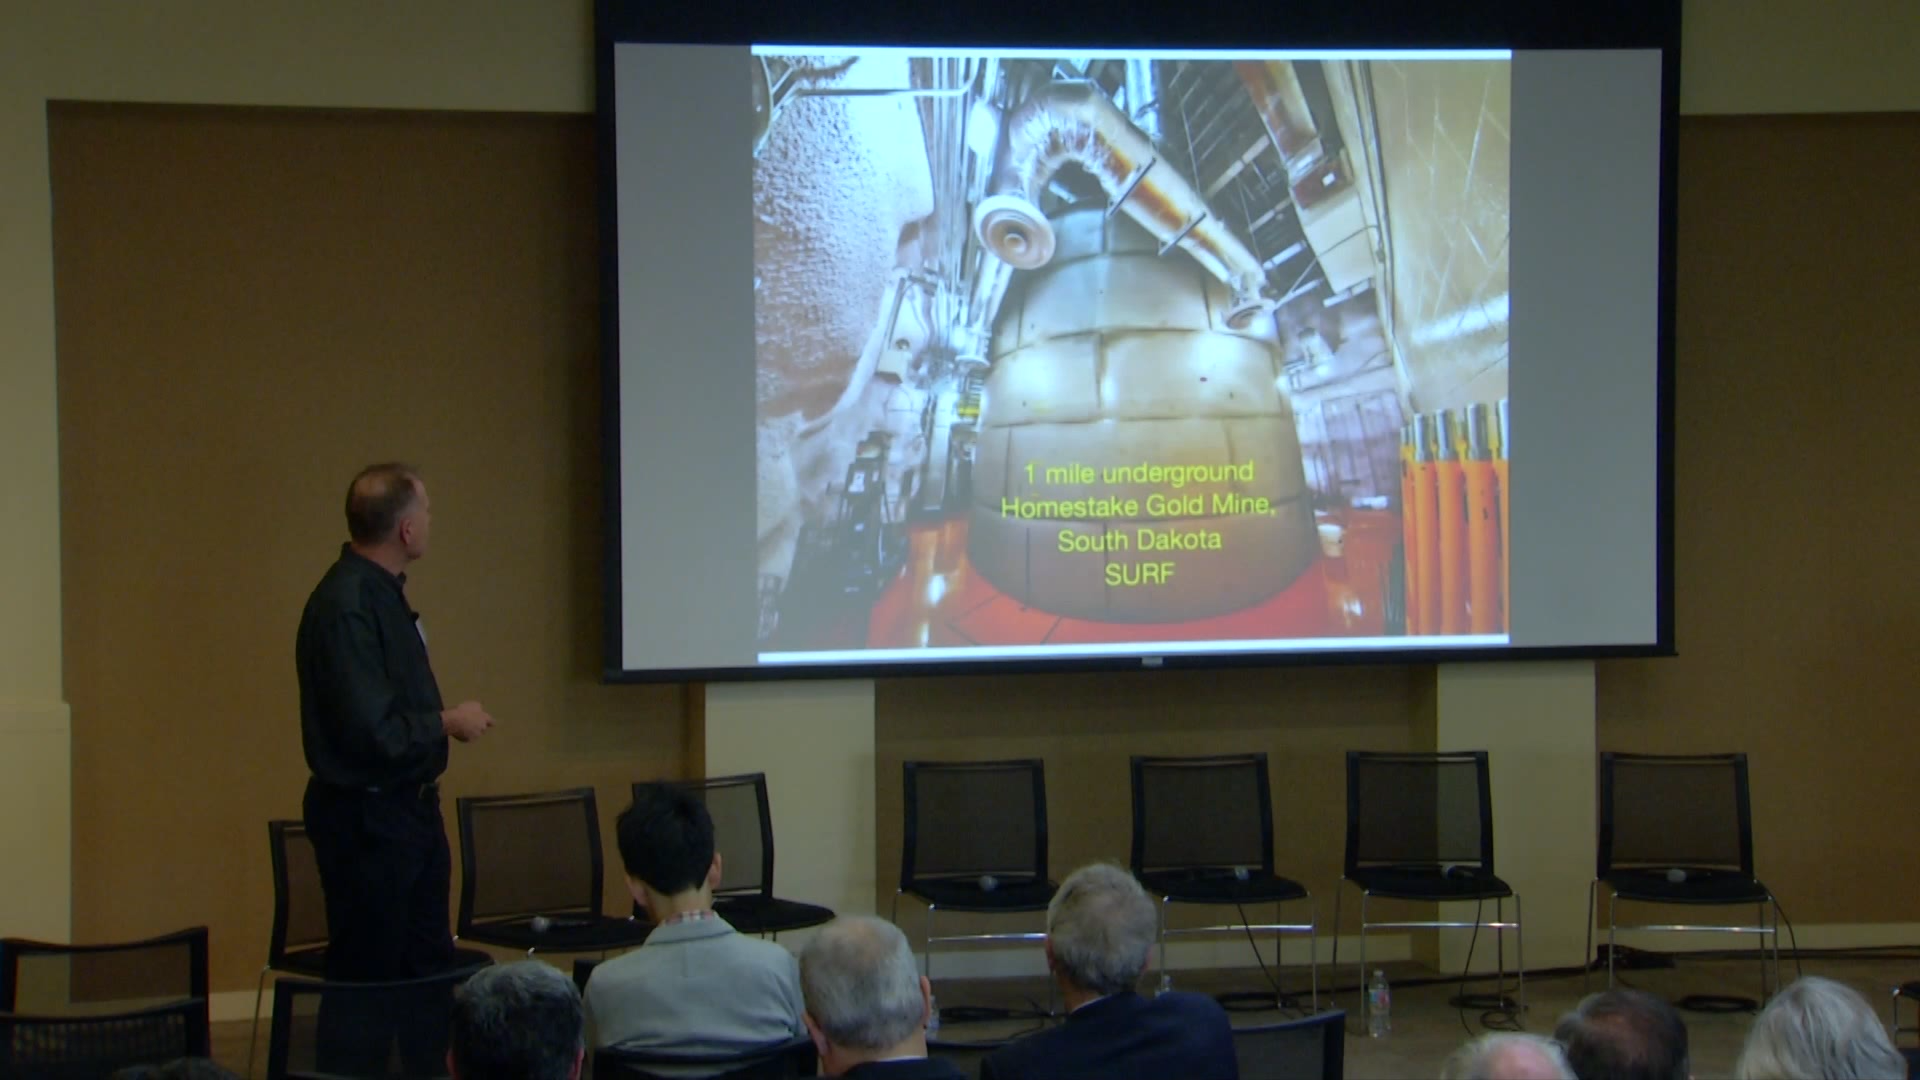 1 mile underground
Homestake Gold Mine,
South Dakota
SURF